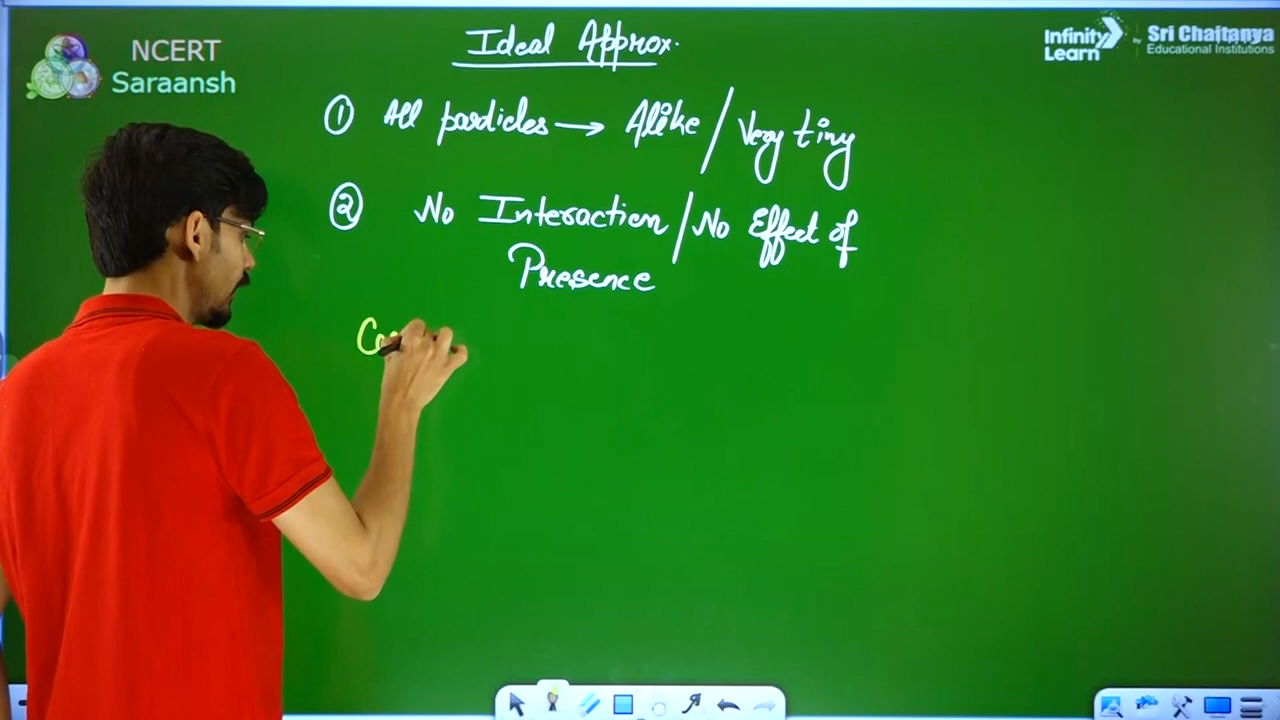 Ideal Approx.
NCERT
Saraansh
Infinity
Learn
by
Sri Chaitanya
Educational Institutions
① All particles → Alike / Very tiny
② No Interaction / No Effect of
Presence